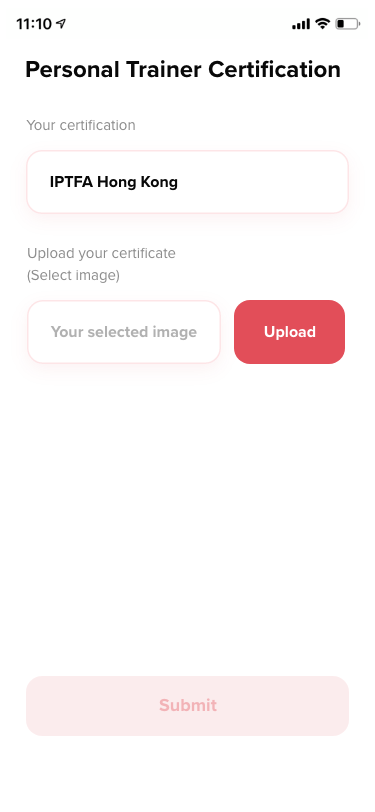 11:10
Personal Trainer Certification
Your certification
IPTFA Hong Kong
Upload your certificate
(Select image)
Your selected image
Upload
Submit